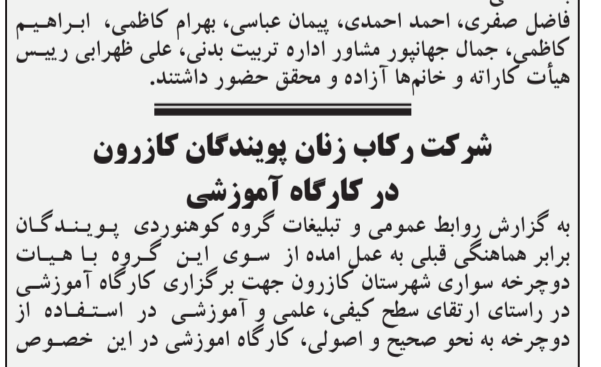 فاضل صفری، احمد احمدی، پیمان عباسی، بهرام کاظمی، ابراهیم
کاظمی، جمال جهانپور مشاور اداره تربیت بدنی، علی ظهرابی رییس
هیأت کاراته و خانم‌ها آزاده و محقق حضور داشتند.
شرکت رکاب زنان پویندگان کازرون
در کارگاه آموزشی
به گزارش روابط عمومی و تبلیغات گروه کوهنوردی پویندگان
برابر هماهنگی قبلی به عمل امده از سوی این گروه با هیات
دوچرخه سواری شهرستان کازرون جهت برگزاری کارگاه آموزشی
در راستای ارتقای سطح کیفی، علمی و آموزشی در استفاده از
دوچرخه به نحو صحیح و اصولی، کارگاه اموزشی در این خصوص